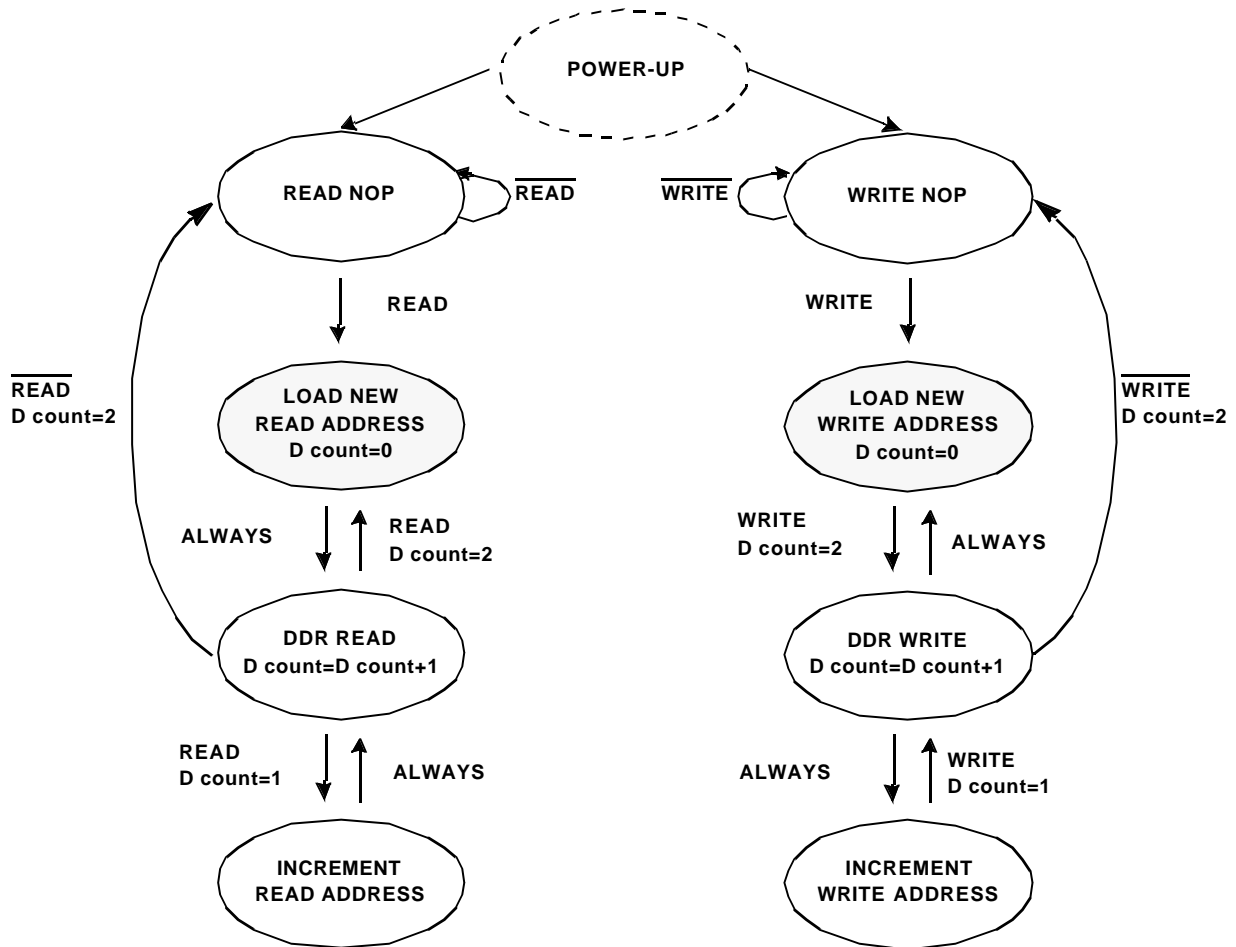 POWER-UP
READ NOP
READ
WRITE
WRITE NOP
READ
WRITE
READ
D count=2
LOAD NEW
READ ADDRESS
D count=0
LOAD NEW
WRITE ADDRESS
D count=0
WRITE
D count=2
ALWAYS
READ
D count=2
WRITE
D count=2
ALWAYS
DDR READ
D count=D count+1
DDR WRITE
D count=D count+1
READ
D count=1
ALWAYS
ALWAYS
WRITE
D count=1
INCREMENT
READ ADDRESS
INCREMENT
WRITE ADDRESS